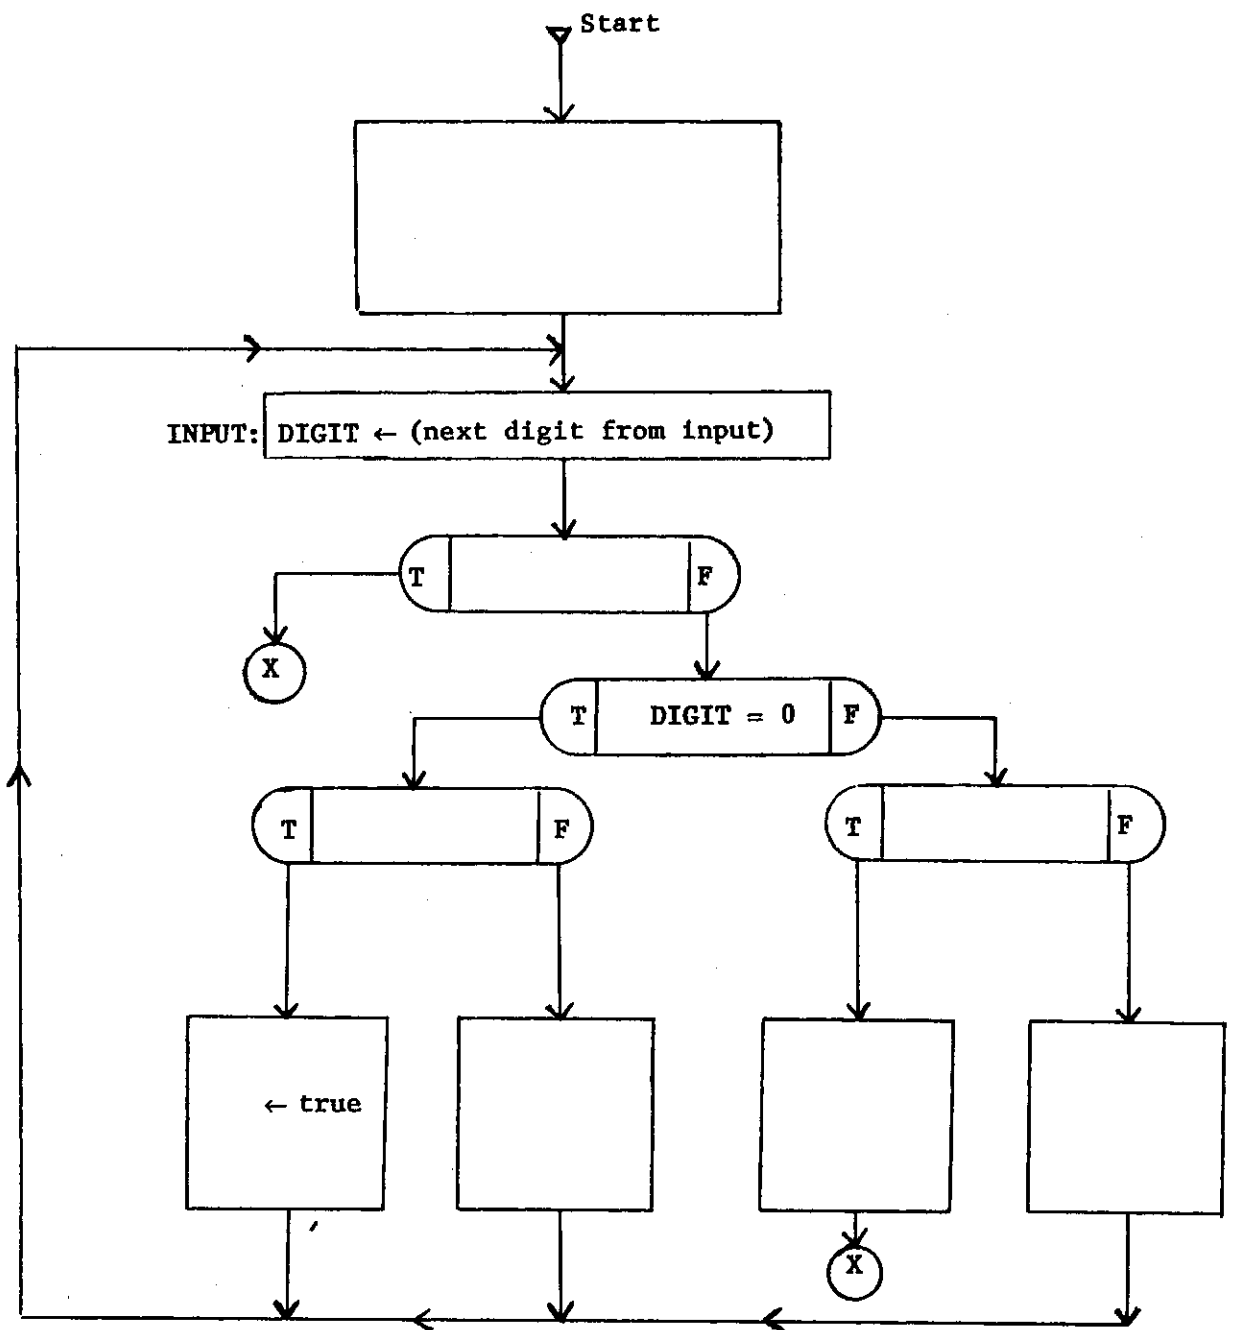 Start
INPUT: DIGIT ← (next digit from input)
T F
X
T DIGIT = 0 F
T F
T F
← true
X